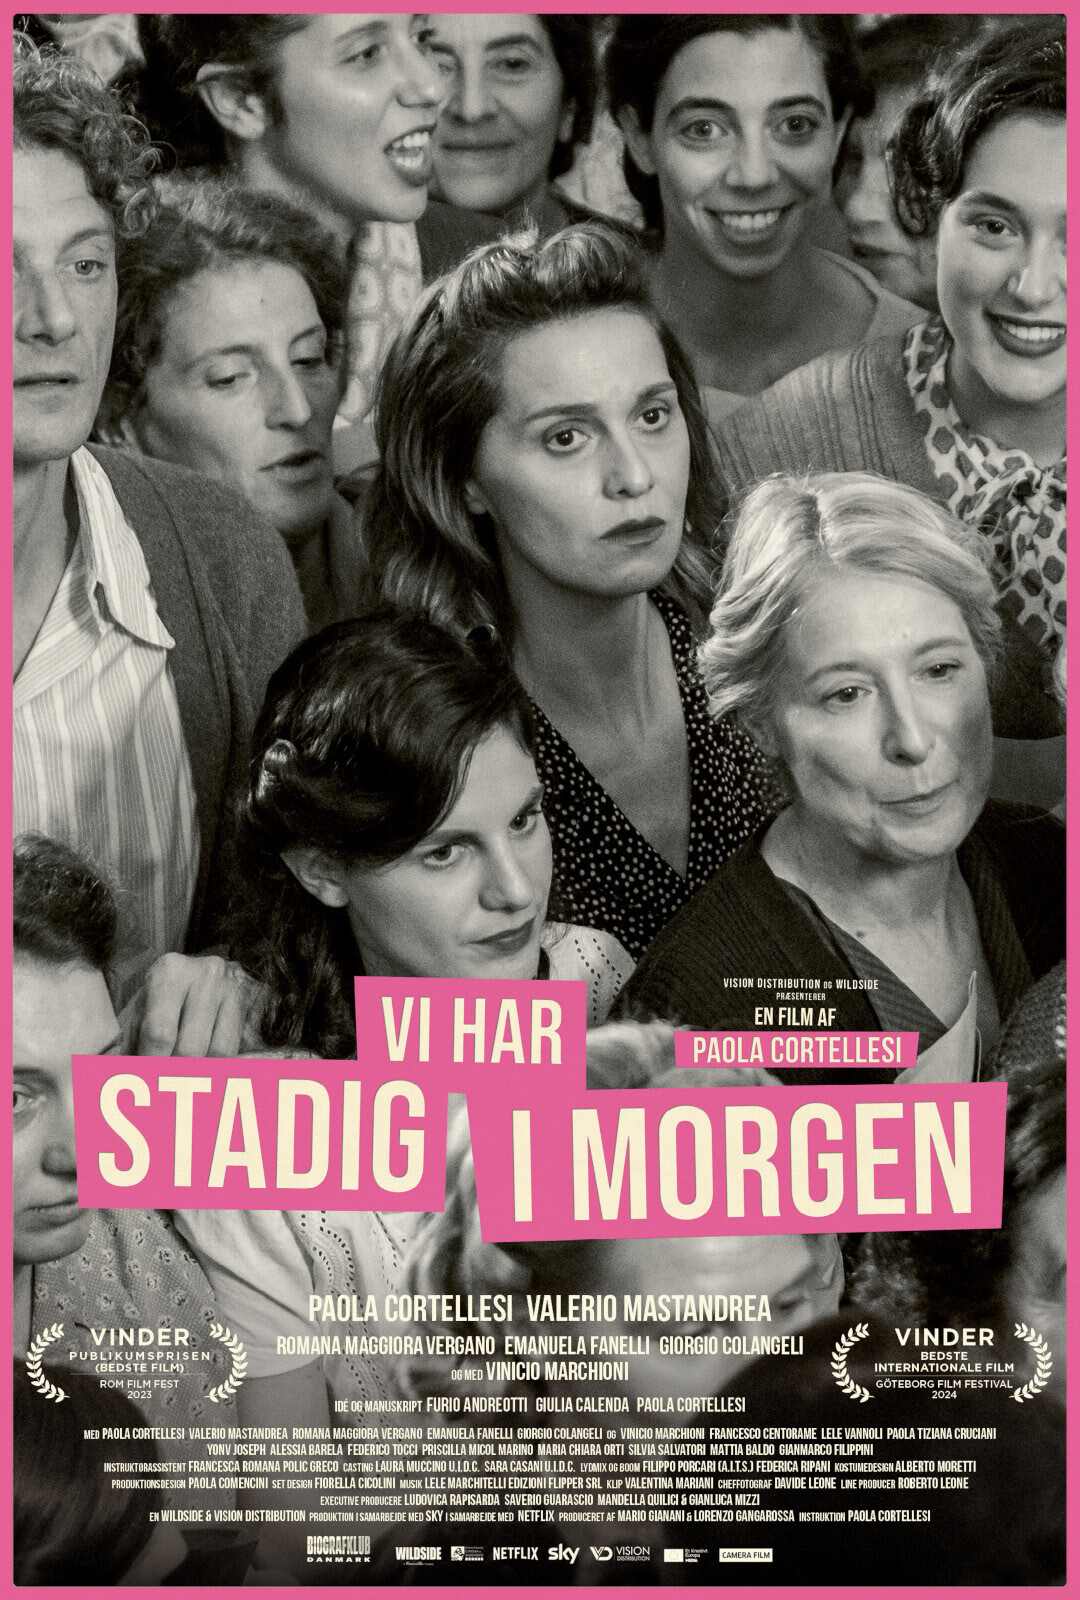 VISION DISTRIBUTION OG WILDSIDE
PRÆSENTERER
EN FILM AF
PAOLA CORTELLESI
VI HAR
STADIG
I MORGEN
PAOLA CORTELLESI VALERIO MASTANDREA
ROMANA MAGGIORA VERGANO EMANUELA FANELLI GIORGIO COLANGELI
OG MED VINICIO MARCHIONI
VINDER
PUBLIKUMSPRISEN
(BEDSTE FILM)
ROM FILM FEST
2023
VINDER
BEDSTE
INTERNATIONALE FILM
GÖTEBORG FILM FESTIVAL
2024
IDÉ OG MANUSKRIPT FURIO ANDREOTTI GIULIA CALENDA PAOLA CORTELLESI
MED PAOLA CORTELLESI VALERIO MASTANDREA ROMANA MAGGIORA VERGANO EMANUELA FANELLI GIORGIO COLANGELI OG VINICIO MARCHIONI FRANCESCO CENTORAME LELE VANNOLI PAOLA TIZIANA CRUCIANI
YONV JOSEPH ALESSIA BARELA FEDERICO TOCCI PRISCILLA MICOL MARINO MARIA CHIARA ORTI SILVIA SALVATORI MATTIA BALDO GIANMARCO FILIPPINI
INSTRUKTØRASSISTENT FRANCESCA ROMANA POLIC GRECO CASTING LAURA MUCCINO U.I.D.C. SARA CASANI U.I.D.C. LYDMIX OG BOOM FILIPPO PORCARI (A.I.T.S.) FEDERICA RIPANI KOSTUMEDESIGN ALBERTO MORETTI
PRODUKTIONSDESIGN PAOLA COMENCINI SET DESIGN FIORELLA CICOLINI MUSIK LELE MARCHITELLI EDIZIONI FLIPPER SRL KLIP VALENTINA MARIANI CHEFFOTOGRAF DAVIDE LEONE LINE PRODUCER ROBERTO LEONE
EXECUTIVE PRODUCERE LUDOVICA RAPISARDA SAVERIO GUARASCIO MANDELLA QUILICI & GIANLUCA MIZZI
EN WILDSIDE & VISION DISTRIBUTION PRODUKTION I SAMARBEJDE MED SKY I SAMARBEJDE MED NETFLIX PRODUCERET AF MARIO GIANANI & LORENZO GANGAROSSA INSTRUKTION PAOLA CORTELLESI
BIOGRAFKLUB
DANMARK
WILDSIDE
NETFLIX
sky
VD VISION
DISTRIBUTION
CAMERA FILM